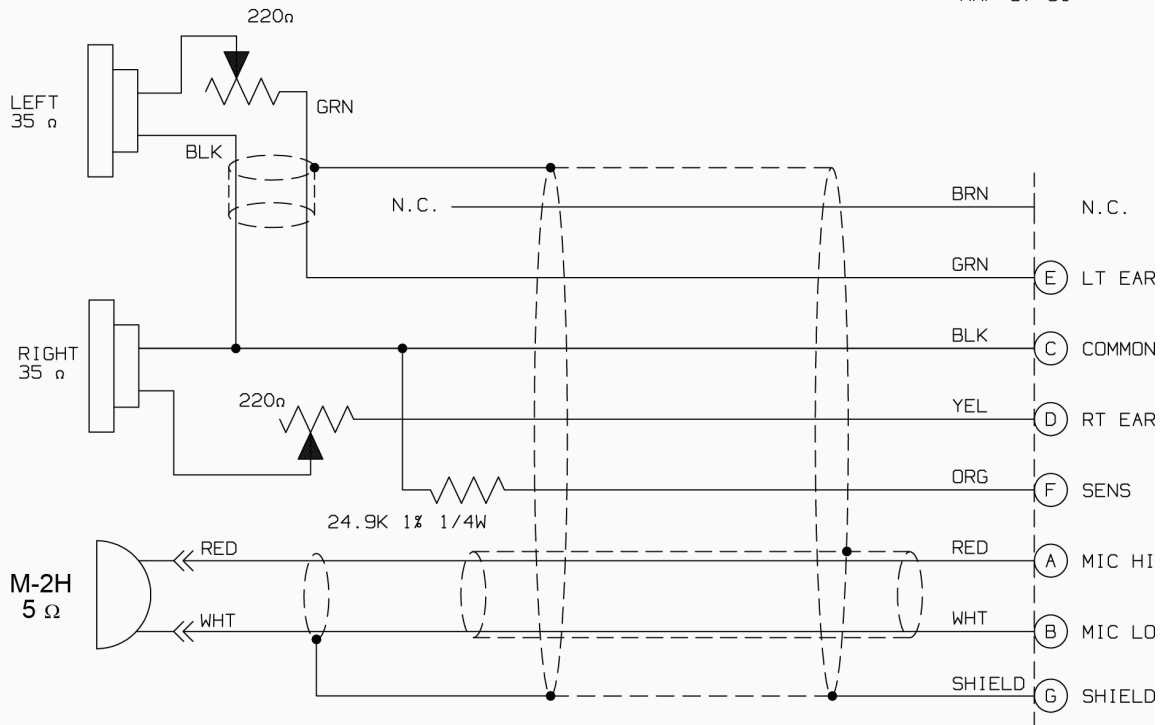 220Ω
LEFT
35 Ω
GRN
BLK
N.C.
BRN
N.C.
GRN
E
LT EAR
RIGHT
35 Ω
BLK
C
COMMON
220Ω
YEL
D
RT EAR
ORG
F
SENS
24.9K 1% 1/4W
RED
RED
A
MIC HI
M-2H
5 Ω
WHT
WHT
B
MIC LO
SHIELD
G
SHIELD